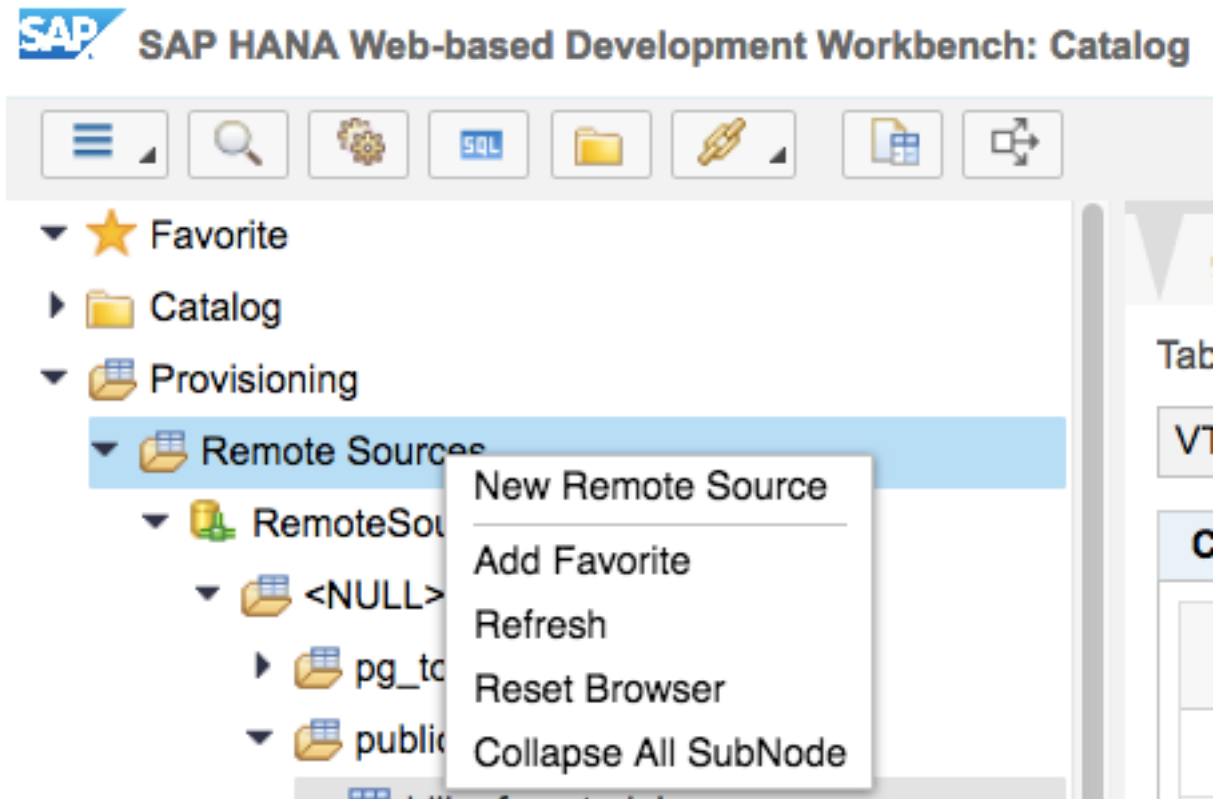 SAP
SAP HANA Web-based Development Workbench: Catalog
SQL
Favorite
Catalog
Provisioning
Remote Sources
New Remote Source
Add Favorite
Refresh
Reset Browser
Collapse All SubNode
<NULL>